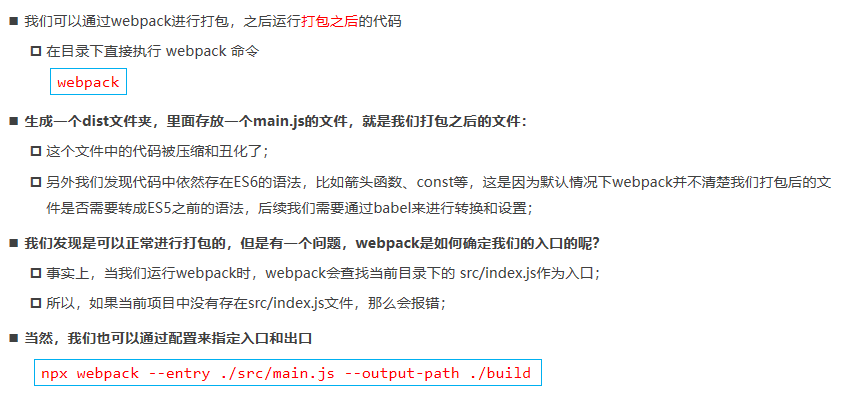 我们可以通过webpack进行打包，之后运行打包之后的代码
在目录下直接执行 webpack 命令
webpack
生成一个dist文件夹，里面存放一个main.js的文件，就是我们打包之后的文件：
这个文件中的代码被压缩和丑化了；
另外我们发现代码中依然存在ES6的语法，比如箭头函数、const等，这是因为默认情况下webpack并不清楚我们打包后的文
件是否需要转成ES5之前的语法，后续我们需要通过babel来进行转换和设置；
我们发现是可以正常进行打包的，但是有一个问题，webpack是如何确定我们的入口的呢？
事实上，当我们运行webpack时，webpack会查找当前目录下的 src/index.js作为入口；
所以，如果当前项目中没有存在src/index.js文件，那么会报错；
当然，我们也可以通过配置来指定入口和出口
npx webpack --entry ./src/main.js --output-path ./build